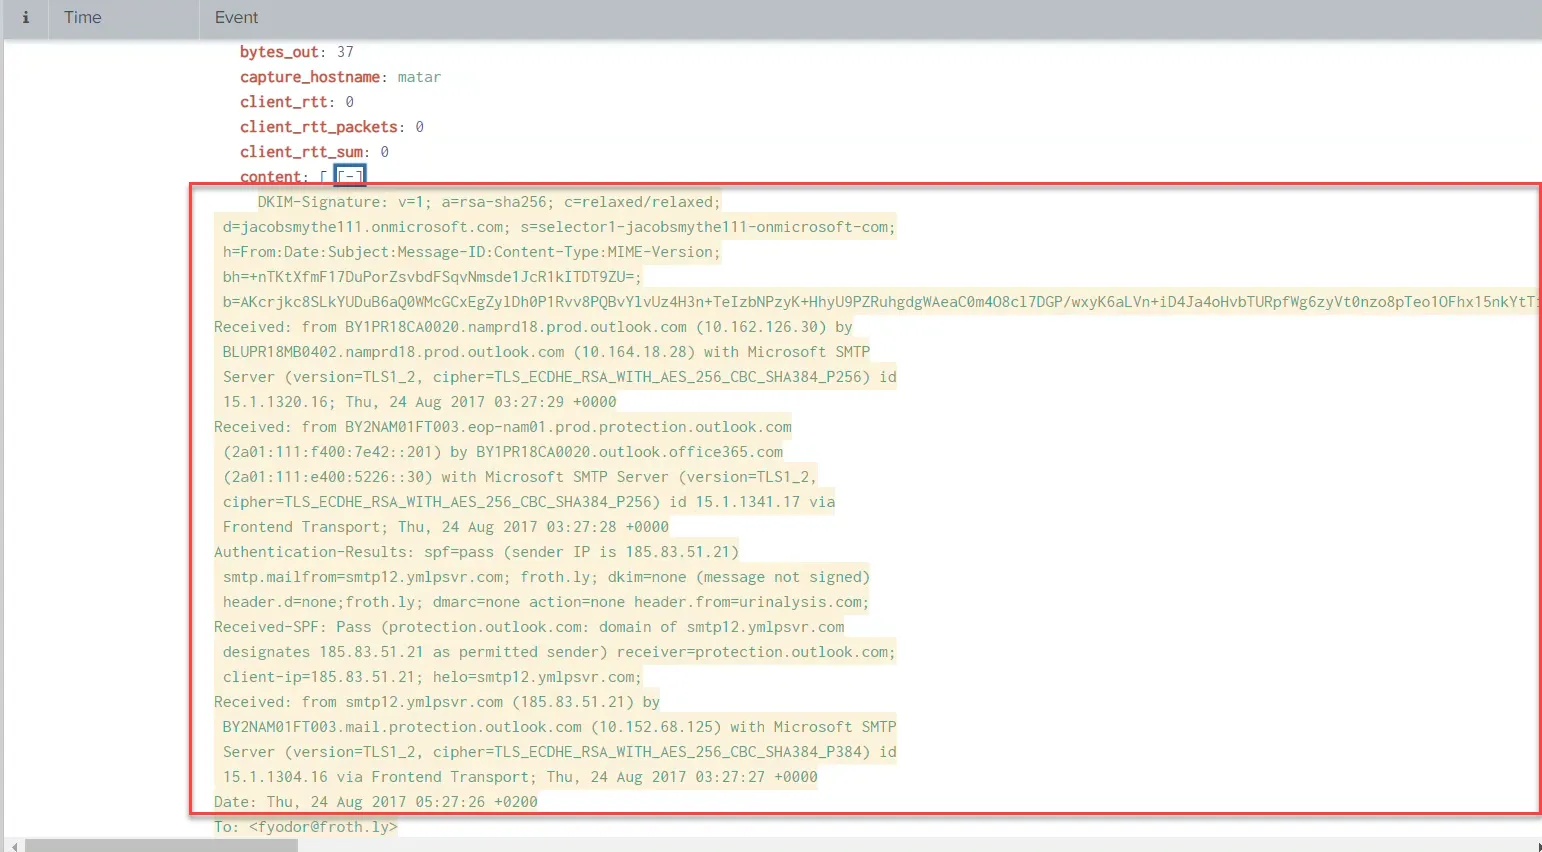 i Time Event
bytes_out: 37
capture_hostname: matar
client_rtt: 0
client_rtt_packets: 0
client_rtt_sum: 0
content: [ [-]
DKIM-Signature: v=1; a=rsa-sha256; c=relaxed/relaxed;
d=jacobsmythe111.onmicrosoft.com; s=selector1-jacobsmythe111-onmicrosoft-com;
h=From:Date:Subject:Message-ID:Content-Type:MIME-Version;
bh=+nTKtXfmF17DuPorZsvbdFSqvNmsde1JcR1kITDT9ZU=;
b=AKcrjkc8SLkYUDuB6aQ0WMcGCxEgZylDh0P1Rvv8PQBvYlvUz4H3n+TeIzbNPzyK+HhyU9PZRuhgdgWAeaC0m4O8cl7DGP/wxyK6aLVn+iD4Ja4oHvbTURpfWg6zyVt0nzo8pTeo1OFhx15nkYtT
Received: from BY1PR18CA0020.namprd18.prod.outlook.com (10.162.126.30) by
BLUPR18MB0402.namprd18.prod.outlook.com (10.164.18.28) with Microsoft SMTP
Server (version=TLS1_2, cipher=TLS_ECDHE_RSA_WITH_AES_256_CBC_SHA384_P256) id
15.1.1320.16; Thu, 24 Aug 2017 03:27:29 +0000
Received: from BY2NAM01FT003.eop-nam01.prod.protection.outlook.com
(2a01:111:f400:7e42::201) by BY1PR18CA0020.outlook.office365.com
(2a01:111:e400:5226::30) with Microsoft SMTP Server (version=TLS1_2,
cipher=TLS_ECDHE_RSA_WITH_AES_256_CBC_SHA384_P256) id 15.1.1341.17 via
Frontend Transport; Thu, 24 Aug 2017 03:27:28 +0000
Authentication-Results: spf=pass (sender IP is 185.83.51.21)
smtp.mailfrom=smtp12.ymlpsvr.com; froth.ly; dkim=none (message not signed)
header.d=none;froth.ly; dmarc=none action=none header.from=urinalysis.com;
Received-SPF: Pass (protection.outlook.com: domain of smtp12.ymlpsvr.com
designates 185.83.51.21 as permitted sender) receiver=protection.outlook.com;
client-ip=185.83.51.21; helo=smtp12.ymlpsvr.com;
Received: from smtp12.ymlpsvr.com (185.83.51.21) by
BY2NAM01FT003.mail.protection.outlook.com (10.152.68.125) with Microsoft SMTP
Server (version=TLS1_2, cipher=TLS_ECDHE_RSA_WITH_AES_256_CBC_SHA384_P384) id
15.1.1304.16 via Frontend Transport; Thu, 24 Aug 2017 03:27:27 +0000
Date: Thu, 24 Aug 2017 05:27:26 +0200
To: <fyodor@froth.ly>